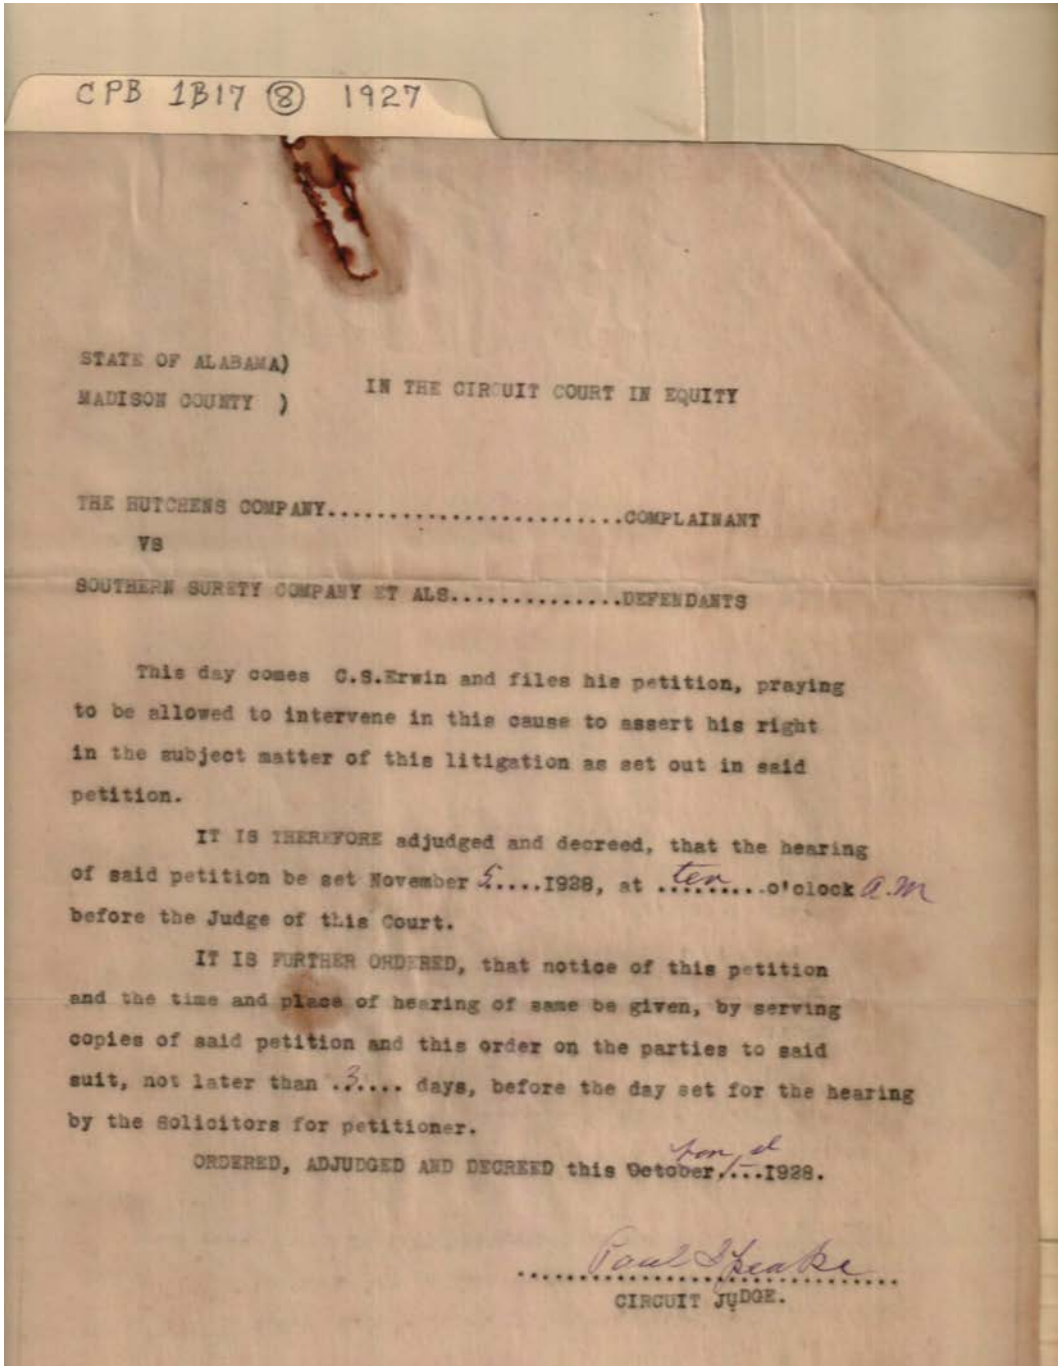 CPB 1B17 ⑧ 1927
STATE OF ALABAMA)
MADISON COUNTY )
IN THE CIRCUIT COURT IN EQUITY
THE HUTCHENS COMPANY........................COMPLAINANT
VS
SOUTHERN SURETY COMPANY ET ALS..............DEFENDANTS
This day comes C.S.Erwin and files his petition, praying
to be allowed to intervene in this cause to assert his right
in the subject matter of this litigation as set out in said
petition.
IT IS THEREFORE adjudged and decreed, that the hearing
of said petition be set November 5....1928, at ...ten...o'clock a.m
before the Judge of this Court.
IT IS FURTHER ORDERED, that notice of this petition
and the time and place of hearing of same be given, by serving
copies of said petition and this order on the parties to said
suit, not later than .3.... days, before the day set for the hearing
by the Solicitors for petitioner.
ORDERED, ADJUDGED AND DECREED this October....1928.
Paul Speake
CIRCUIT JUDGE.